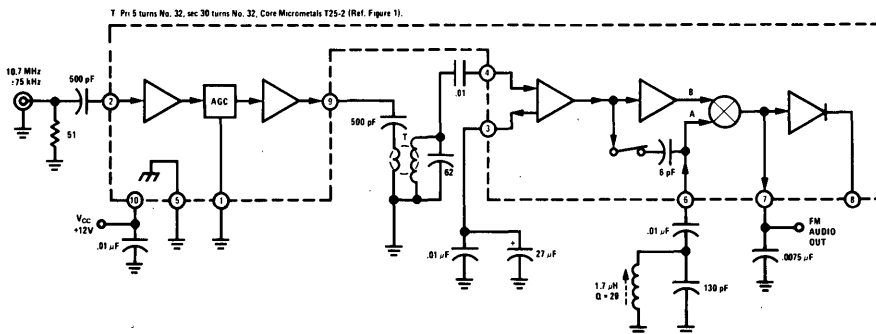 T Pri 5 turns No. 32, sec 30 turns No. 32, Core Micrometals T25-2 (Ref. Figure 1).
10.7 MHz
±75 kHz
500 pF
51
2
AGC
9
10
5
1
VCC
+12V
.01 µF
500 pF
T
62
.01
4
3
.01 µF
+
27 µF
B
A
6 pF
6
7
8
.01 µF
1.7 µH
Q = 29
130 pF
FM
AUDIO
OUT
.0075 µF